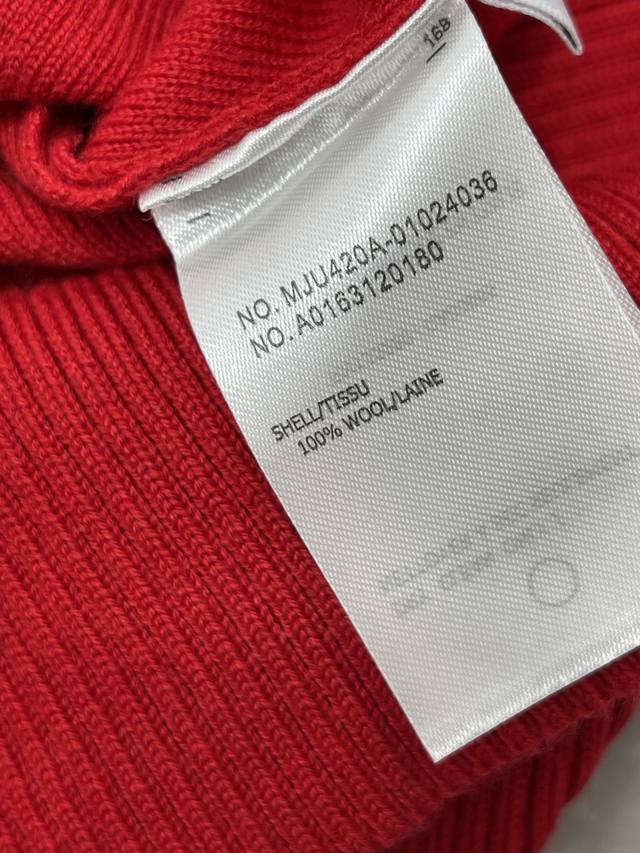 16B
NO. MJU420A-01024036
NO. A0163120180
SHELL/TISSU
100% WOOL/LAINE